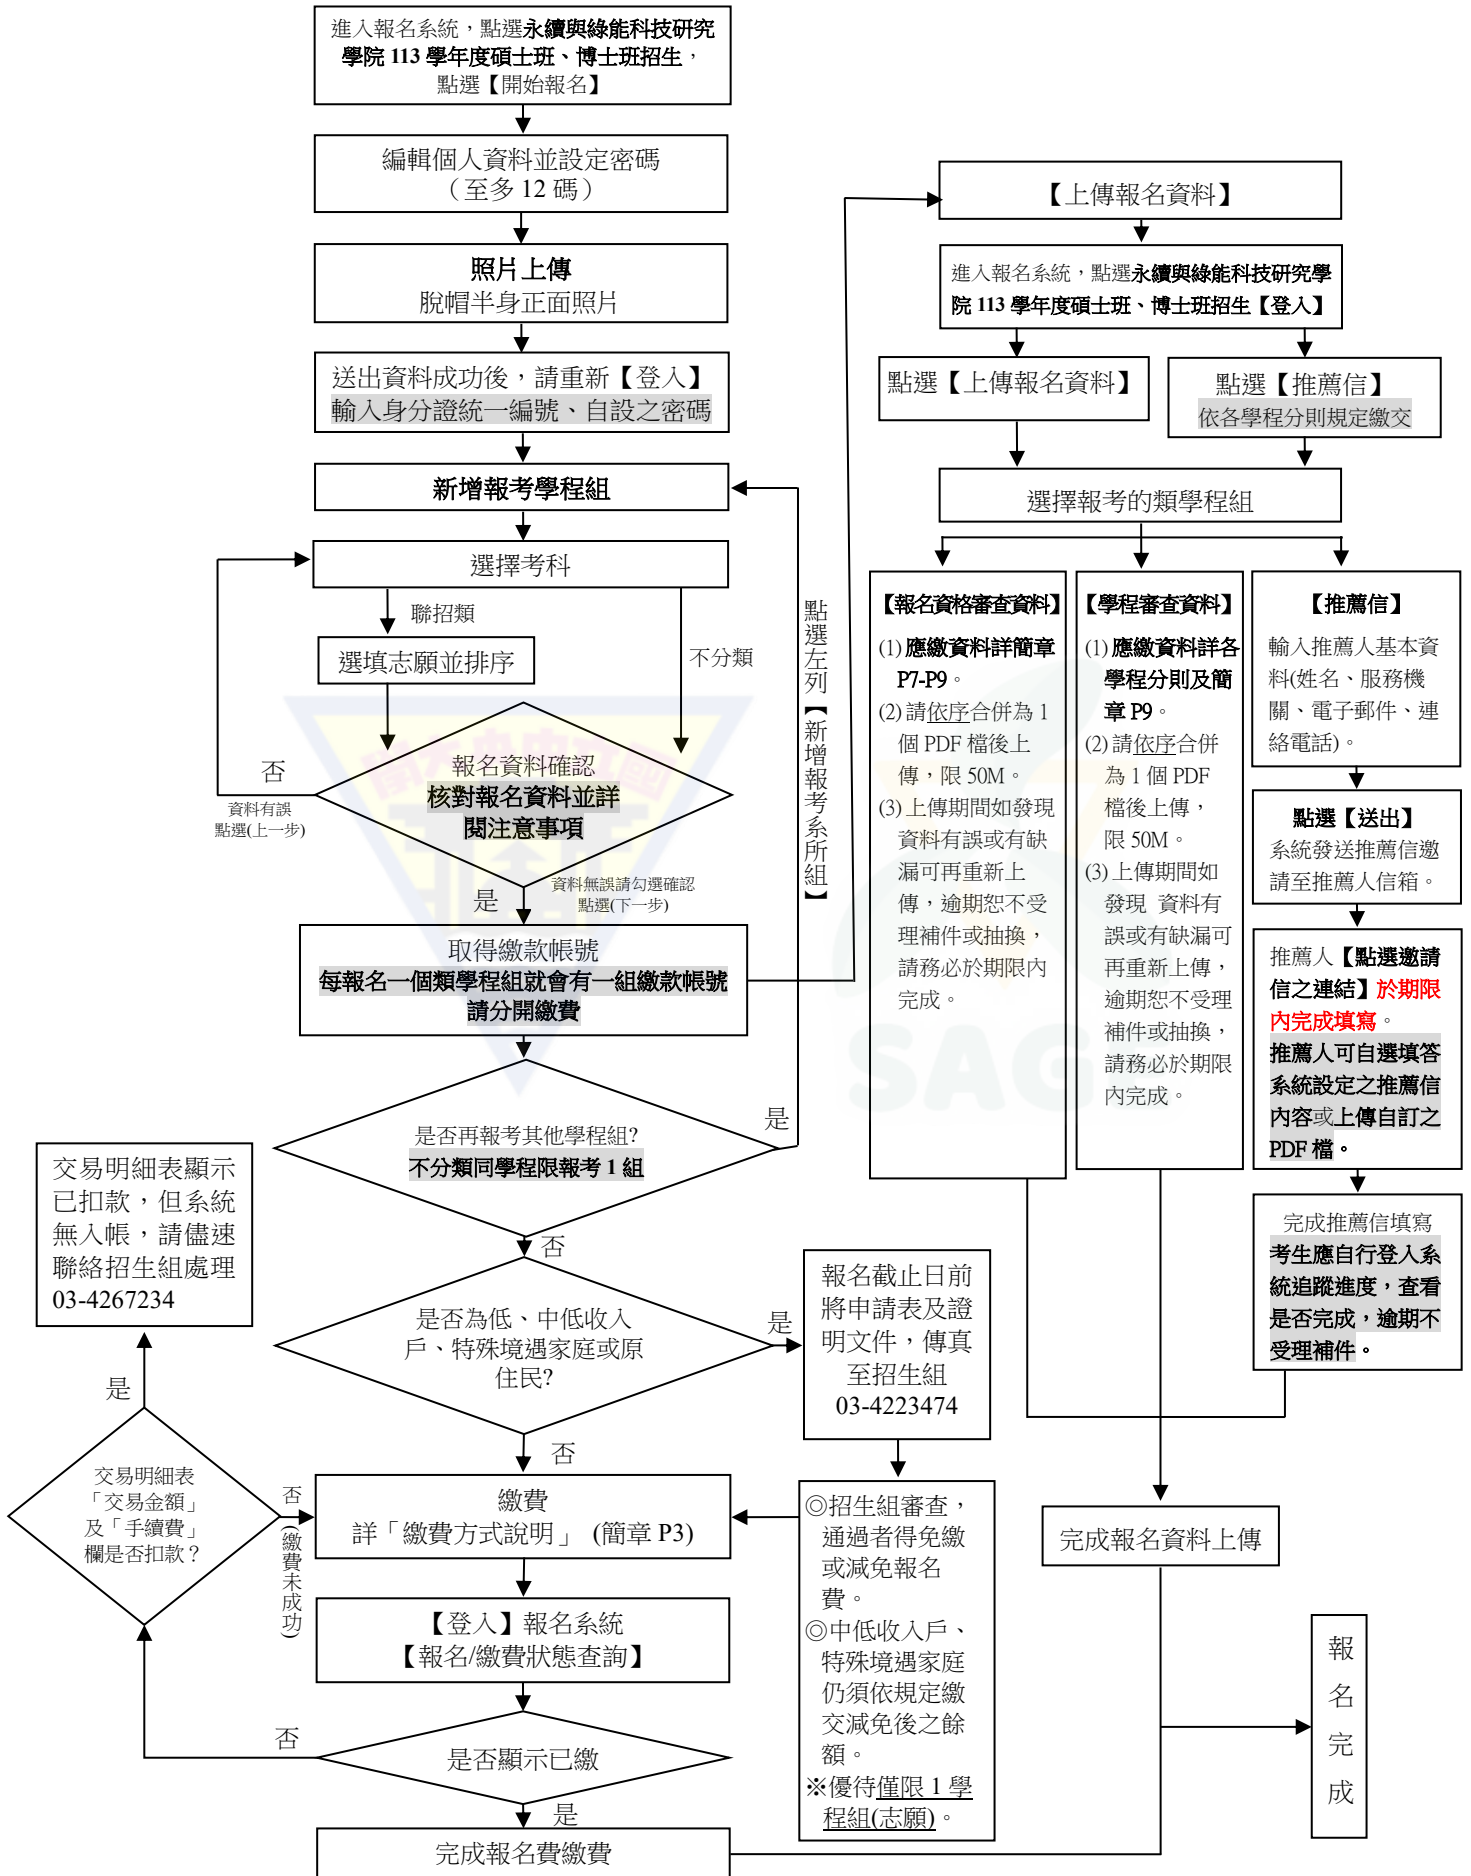 進入報名系統，點選永續與綠能科技研究
學院 113 學年度碩士班、博士班招生，
點選【開始報名】
編輯個人資料並設定密碼
（至多 12 碼）
照片上傳
脫帽半身正面照片
送出資料成功後，請重新【登入】
輸入身分證統一編號、自設之密碼
新增報考學程組
選擇考科
聯招類
不分類
選填志願並排序
報名資料確認
核對報名資料並詳
閱注意事項
否
資料有誤
點選(上一步)
是
資料無誤請勾選確認
點選(下一步)
取得繳款帳號
每報名一個類學程組就會有一組繳款帳號
請分開繳費
點選左列【新增報考系所組】
是否再報考其他學程組?
不分類同學程限報考 1 組
是
否
是否為低、中低收入
戶、特殊境遇家庭或原
住民?
是
否
報名截止日前
將申請表及證
明文件，傳真
至招生組
03-4223474
◎招生組審查，
通過者得免繳
或減免報名
費。
◎中低收入戶、
特殊境遇家庭
仍須依規定繳
交減免後之餘
額。
※優待僅限 1 學
程組(志願)。
繳費
詳「繳費方式說明」 (簡章 P3)
【登入】報名系統
【報名/繳費狀態查詢】
是否顯示已繳
否
是
完成報名費繳費
交易明細表
「交易金額」
及「手續費」
欄是否扣款？
否(繳費未成功)
是
交易明細表顯示
已扣款，但系統
無入帳，請儘速
聯絡招生組處理
03-4267234
【上傳報名資料】
進入報名系統，點選永續與綠能科技研究學
院 113 學年度碩士班、博士班招生【登入】
點選【上傳報名資料】
點選【推薦信】
依各學程分則規定繳交
選擇報考的類學程組
【報名資格審查資料】
(1) 應繳資料詳簡章
P7-P9。
(2) 請依序合併為 1
個 PDF 檔後上
傳，限 50M。
(3) 上傳期間如發現
資料有誤或有缺
漏可再重新上
傳，逾期恕不受
理補件或抽換，
請務必於期限內
完成。
【學程審查資料】
(1) 應繳資料詳各
學程分則及簡
章 P9。
(2) 請依序合併
為 1 個 PDF
檔後上傳，
限 50M。
(3) 上傳期間如
發現 資料有
誤或有缺漏可
再重新上傳，
逾期恕不受理
補件或抽換，
請務必於期限
內完成。
【推薦信】
輸入推薦人基本資
料(姓名、服務機
關、電子郵件、連
絡電話)。
點選【送出】
系統發送推薦信邀
請至推薦人信箱。
推薦人【點選邀請
信之連結】於期限
內完成填寫。
推薦人可自選填答
系統設定之推薦信
內容或上傳自訂之
PDF 檔。
完成推薦信填寫
考生應自行登入系
統追蹤進度，查看
是否完成，逾期不
受理補件。
完成報名資料上傳
報名完成
國立中央大學
SAGE